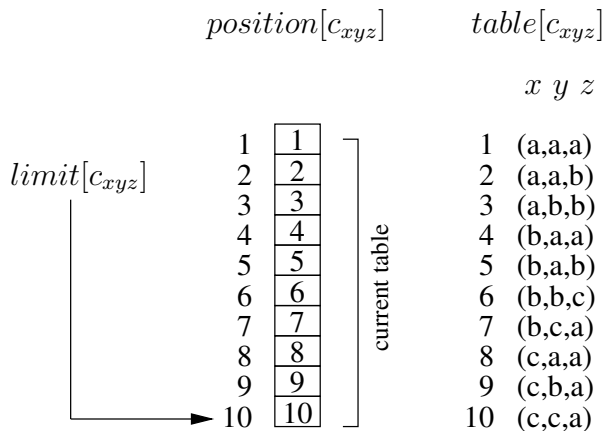 position[c_xyz] table[c_xyz]
x y z
1 1 1 (a,a,a)
limit[c_xyz] 2 2 2 (a,a,b)
3 3 3 (a,b,b)
4 4 4 (b,a,a)
5 5 5 (b,a,b)
6 6 6 (b,b,c)
7 7 7 (b,c,a)
8 8 8 (c,a,a)
9 9 9 (c,b,a)
10 10 10 (c,c,a)
current table